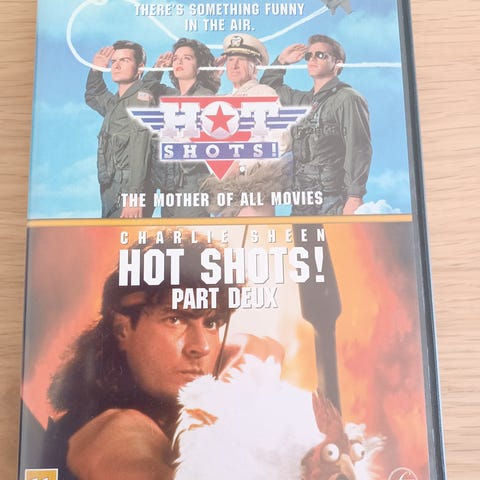 THERE'S SOMETHING FUNNY
IN THE AIR.
HOT
SHOTS!
THE MOTHER OF ALL MOVIES
CHARLIE SHEEN
HOT SHOTS!
PART DEUX